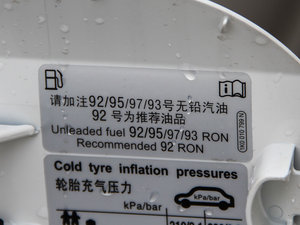 请加注92/95/97/93号无铅汽油
92 号为推荐油品
Unleaded fuel 92/95/97/93 RON
Recommended 92 RON
Cold tyre inflation pressures
轮胎充气压力
kPa/bar
kPa/bar